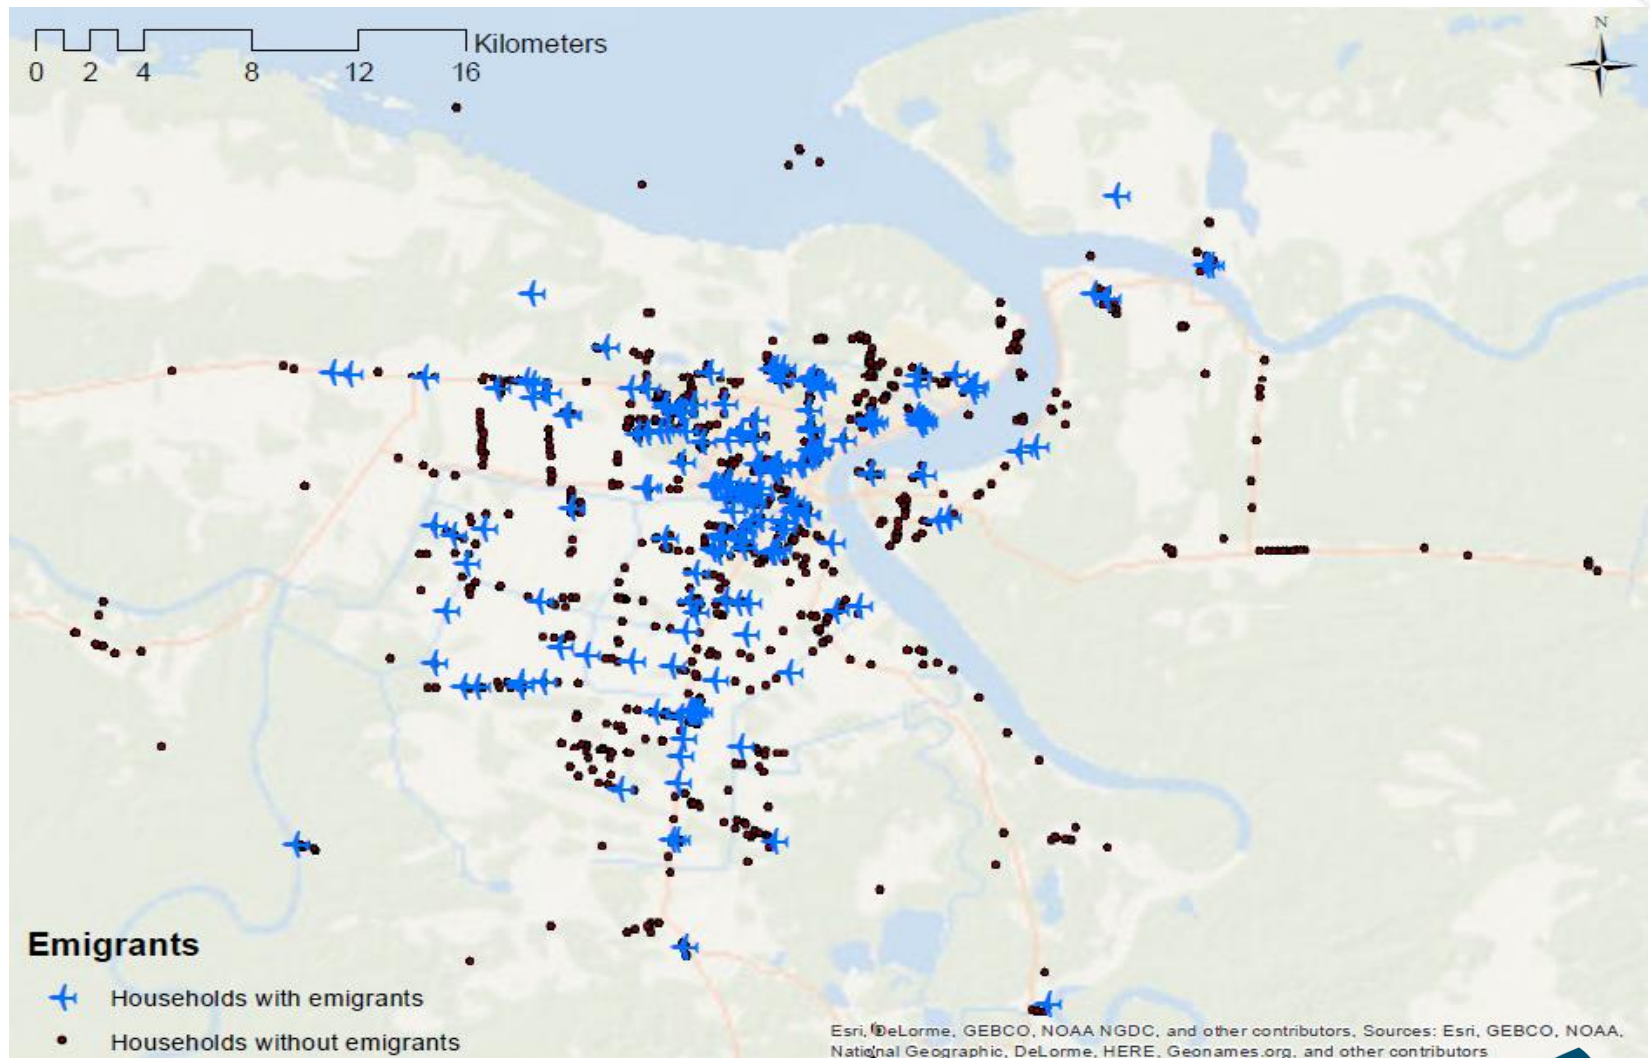 Kilometers
0 2 4 8 12 16
N
Emigrants
Households with emigrants
Households without emigrants
Esri, DeLorme, GEBCO, NOAA NGDC, and other contributors, Sources: Esri, GEBCO, NOAA,
National Geographic, DeLorme, HERE, Geonames.org, and other contributors